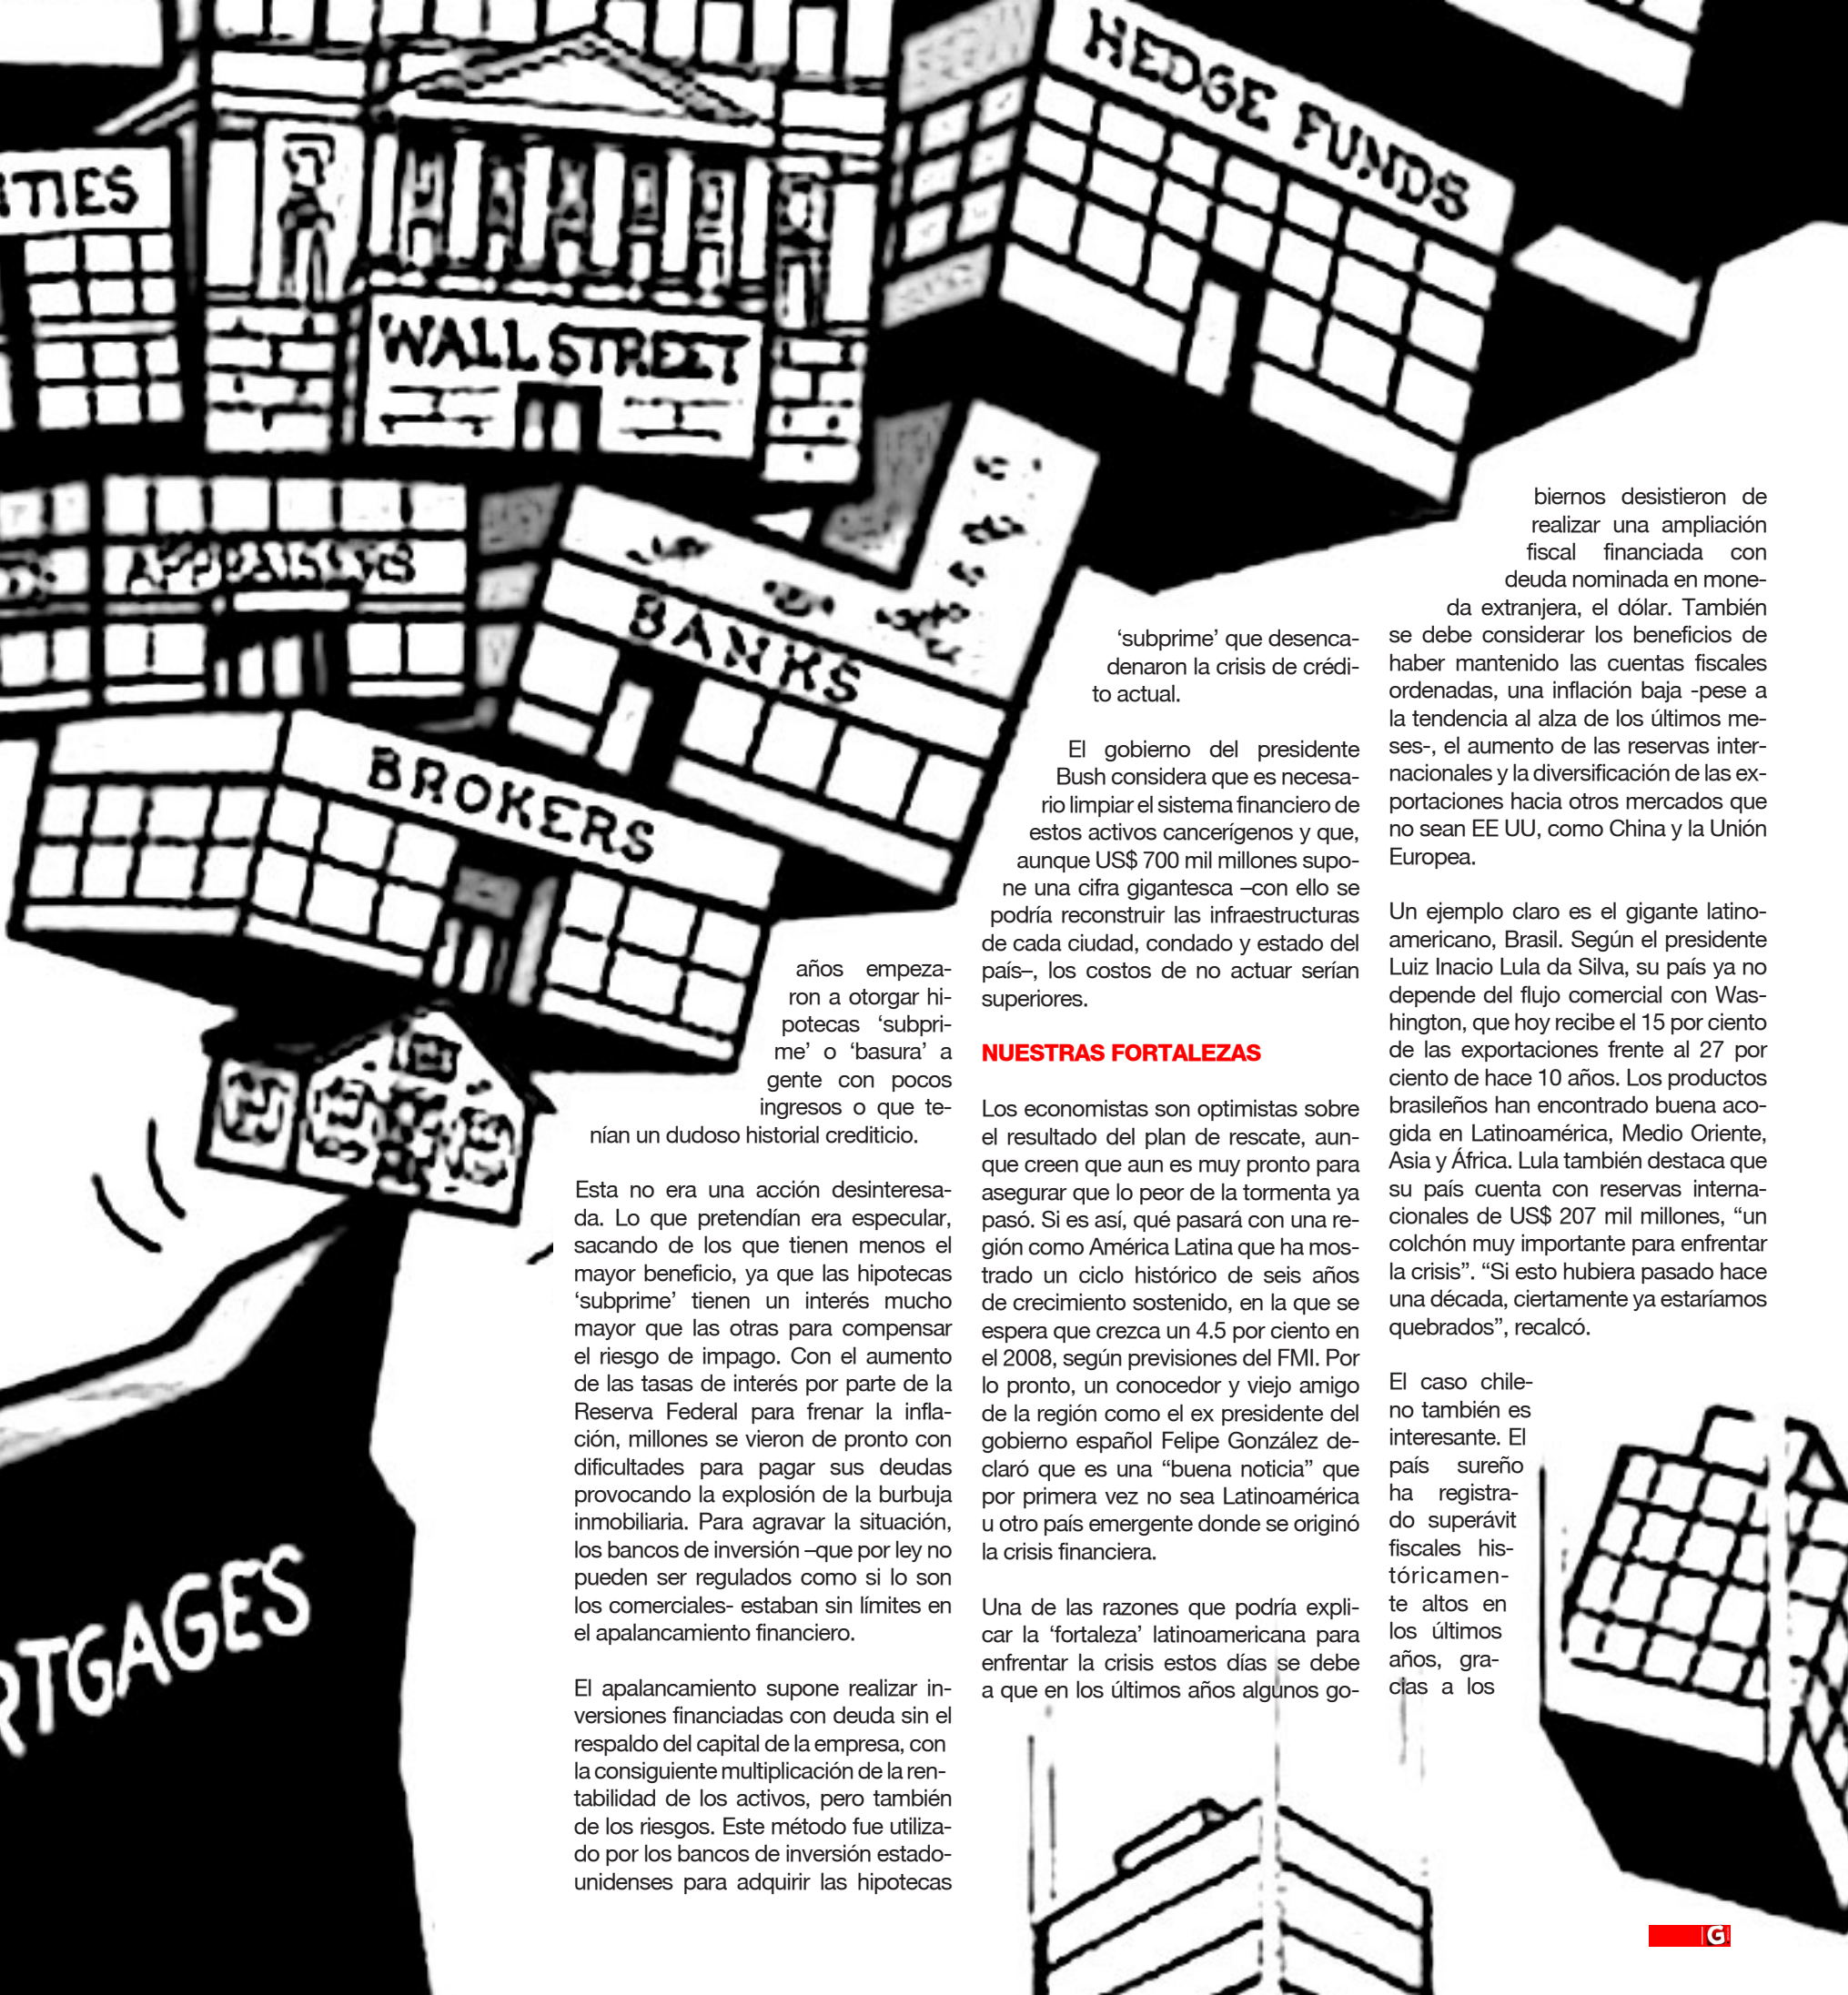 HEDGE FUNDS
TIES
WALL STREET
APPRAISERS
BANKS
BROKERS
RTGAGES
años empeza-
ron a otorgar hi-
potecas ‘subpri-
me’ o ‘basura’ a
gente con pocos
ingresos o que te-
nían un dudoso historial crediticio.
Esta no era una acción desinteresa-
da. Lo que pretendían era especular,
sacando de los que tienen menos el
mayor beneficio, ya que las hipotecas
‘subprime’ tienen un interés mucho
mayor que las otras para compensar
el riesgo de impago. Con el aumento
de las tasas de interés por parte de la
Reserva Federal para frenar la infla-
ción, millones se vieron de pronto con
dificultades para pagar sus deudas
provocando la explosión de la burbuja
inmobiliaria. Para agravar la situación,
los bancos de inversión –que por ley no
pueden ser regulados como si lo son
los comerciales- estaban sin límites en
el apalancamiento financiero.
El apalancamiento supone realizar in-
versiones financiadas con deuda sin el
respaldo del capital de la empresa, con
la consiguiente multiplicación de la ren-
tabilidad de los activos, pero también
de los riesgos. Este método fue utiliza-
do por los bancos de inversión estado-
unidenses para adquirir las hipotecas
‘subprime’ que desenca-
denaron la crisis de crédi-
to actual.
El gobierno del presidente
Bush considera que es necesa-
rio limpiar el sistema financiero de
estos activos cancerígenos y que,
aunque US$ 700 mil millones supo-
ne una cifra gigantesca –con ello se
podría reconstruir las infraestructuras
de cada ciudad, condado y estado del
país–, los costos de no actuar serían
superiores.
NUESTRAS FORTALEZAS
Los economistas son optimistas sobre
el resultado del plan de rescate, aun-
que creen que aun es muy pronto para
asegurar que lo peor de la tormenta ya
pasó. Si es así, qué pasará con una re-
gión como América Latina que ha mos-
trado un ciclo histórico de seis años
de crecimiento sostenido, en la que se
espera que crezca un 4.5 por ciento en
el 2008, según previsiones del FMI. Por
lo pronto, un conocedor y viejo amigo
de la región como el ex presidente del
gobierno español Felipe González de-
claró que es una “buena noticia” que
por primera vez no sea Latinoamérica
u otro país emergente donde se originó
la crisis financiera.
Una de las razones que podría expli-
car la ‘fortaleza’ latinoamericana para
enfrentar la crisis estos días se debe
a que en los últimos años algunos go-
biernos desistieron de
realizar una ampliación
fiscal financiada con
deuda nominada en mone-
da extranjera, el dólar. También
se debe considerar los beneficios de
haber mantenido las cuentas fiscales
ordenadas, una inflación baja -pese a
la tendencia al alza de los últimos me-
ses-, el aumento de las reservas inter-
nacionales y la diversificación de las ex-
portaciones hacia otros mercados que
no sean EE UU, como China y la Unión
Europea.
Un ejemplo claro es el gigante latino-
americano, Brasil. Según el presidente
Luiz Inacio Lula da Silva, su país ya no
depende del flujo comercial con Was-
hington, que hoy recibe el 15 por ciento
de las exportaciones frente al 27 por
ciento de hace 10 años. Los productos
brasileños han encontrado buena aco-
gida en Latinoamérica, Medio Oriente,
Asia y África. Lula también destaca que
su país cuenta con reservas interna-
cionales de US$ 207 mil millones, “un
colchón muy importante para enfrentar
la crisis”. “Si esto hubiera pasado hace
una década, ciertamente ya estaríamos
quebrados”, recalcó.
El caso chile-
no también es
interesante. El
país sureño
ha registra-
do superávit
fiscales his-
tóricamen-
te altos en
los últimos
años, gra-
cias a los
G